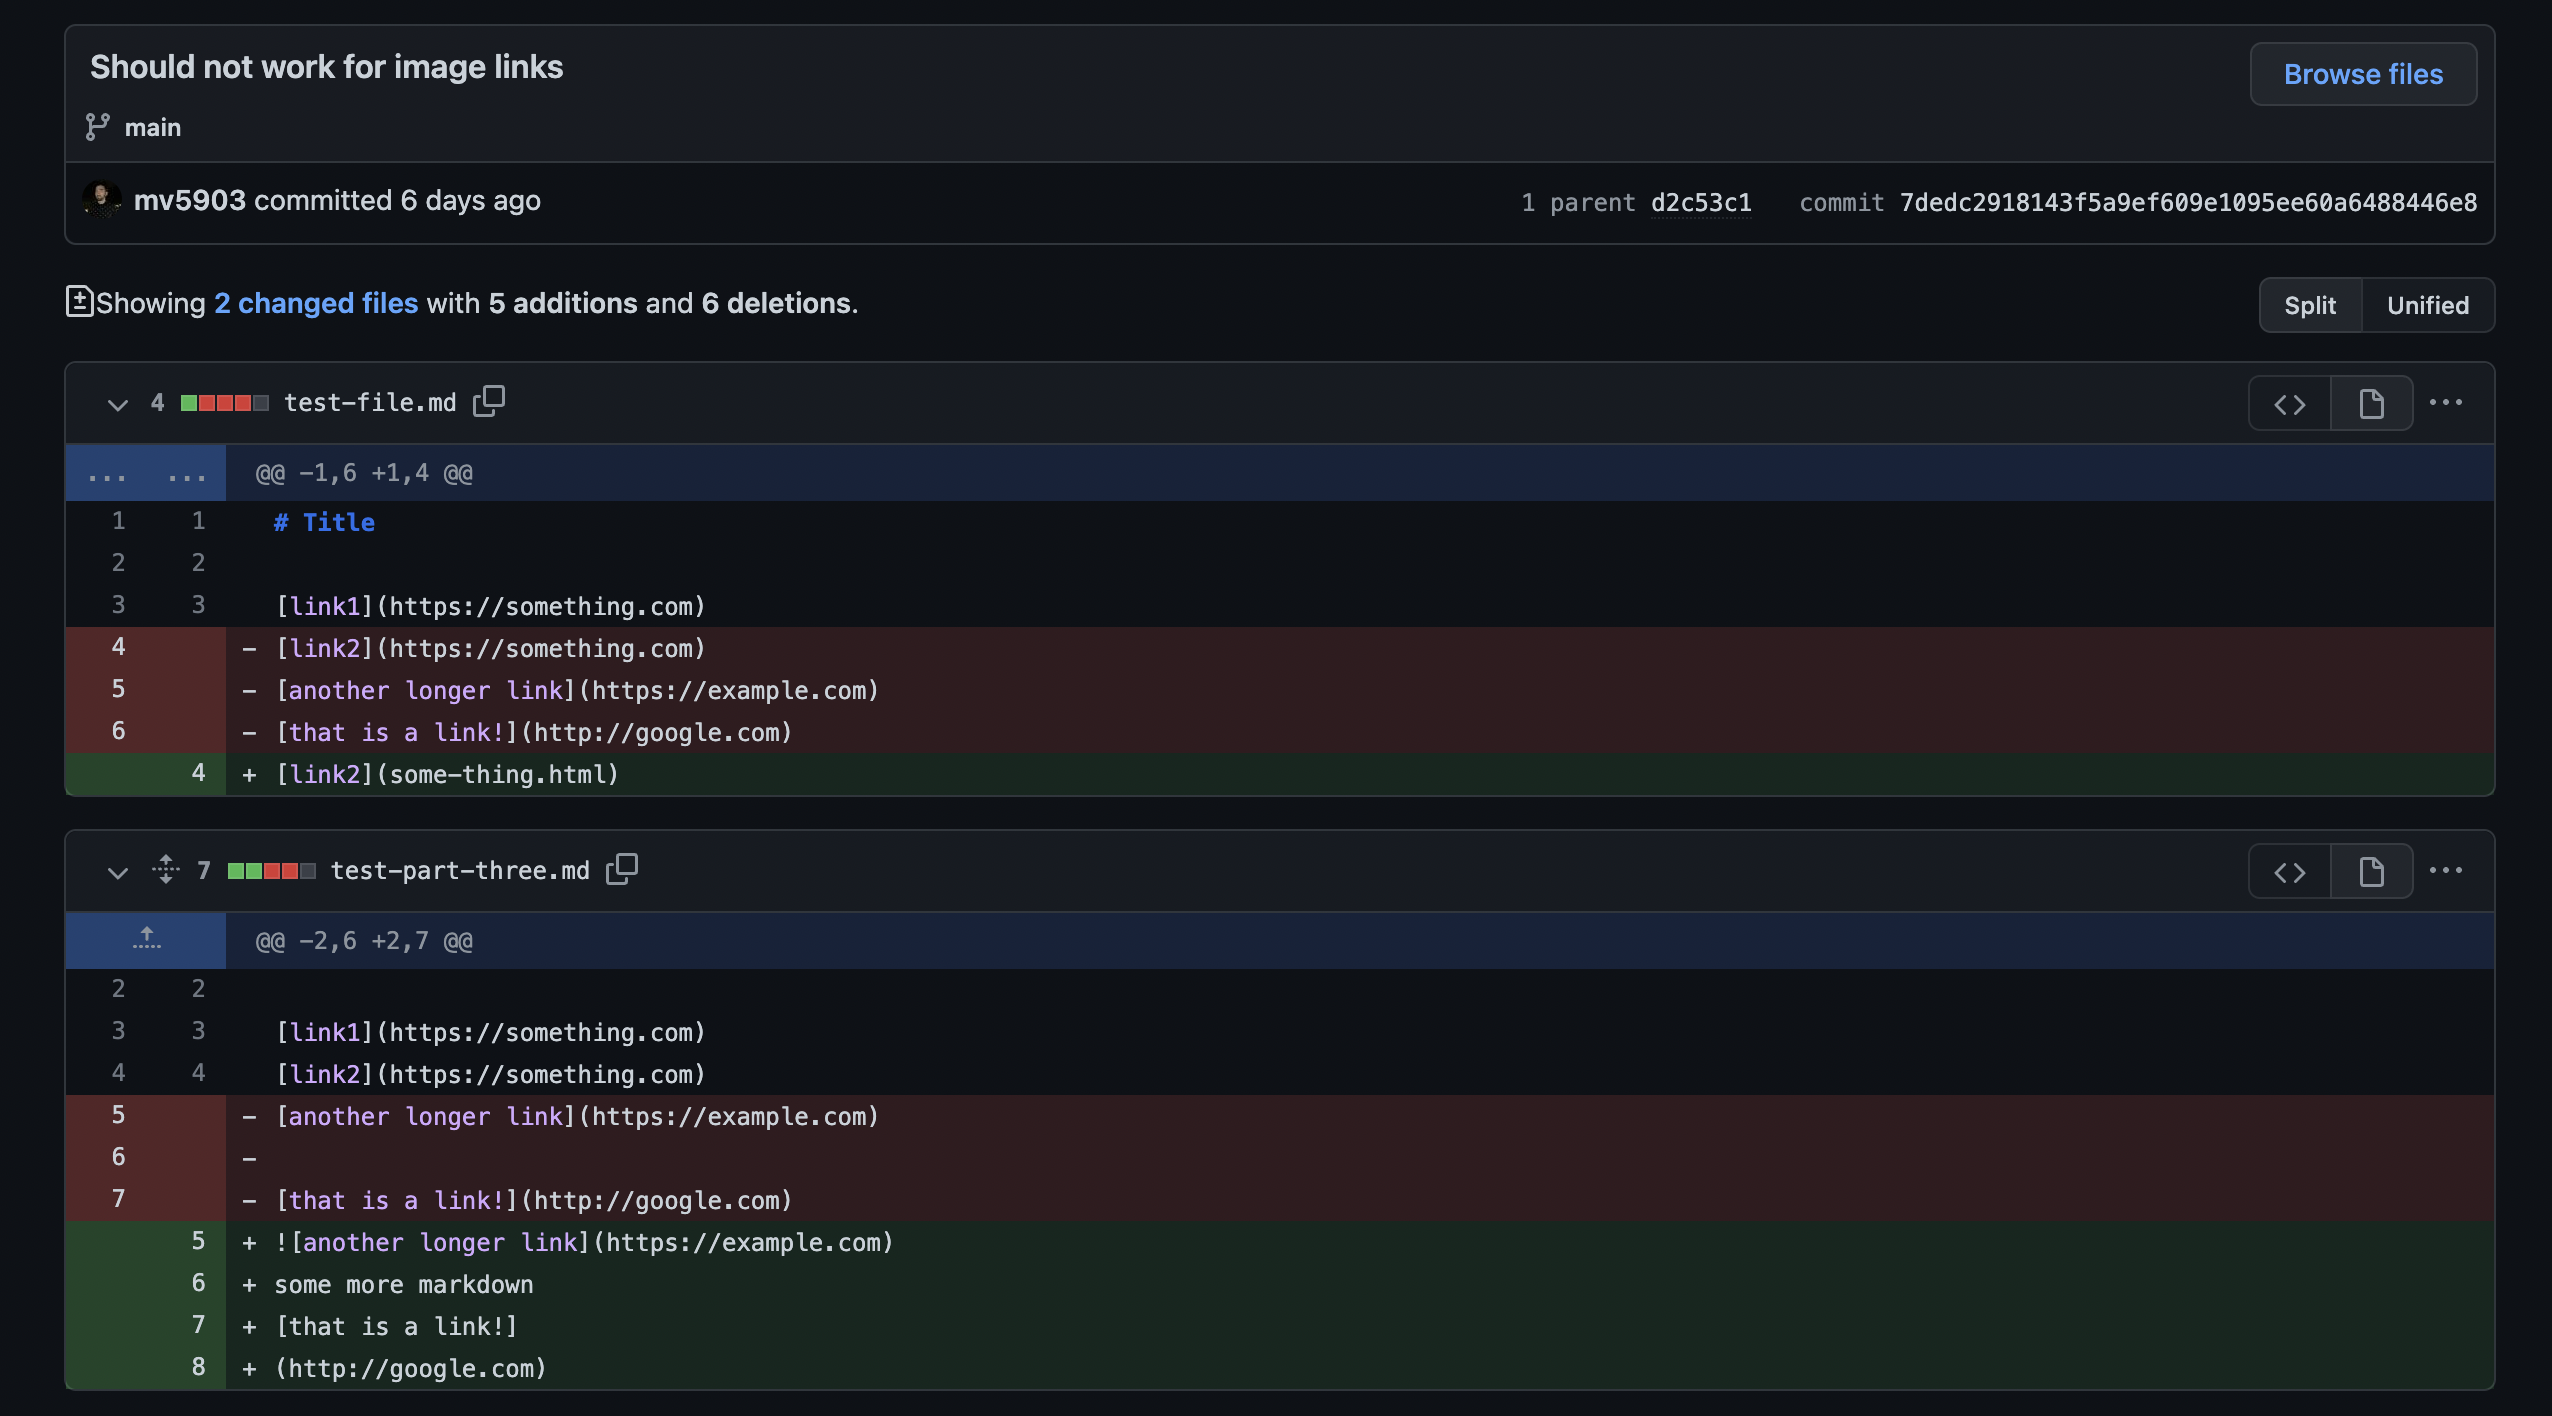 Should not work for image links
Browse files
main
mv5903 committed 6 days ago
1 parent d2c53c1 commit 7dedc2918143f5a9ef609e1095ee60a6488446e8
Showing 2 changed files with 5 additions and 6 deletions.
Split Unified
4 test-file.md
... ... @@ -1,6 +1,4 @@
1 1 # Title
2 2
3 3 [link1](https://something.com)
4 - [link2](https://something.com)
5 - [another longer link](https://example.com)
6 - [that is a link!](http://google.com)
4 + [link2](some-thing.html)
7 test-part-three.md
@@ -2,6 +2,7 @@
2 2
3 3 [link1](https://something.com)
4 4 [link2](https://something.com)
5 - [another longer link](https://example.com)
6 -
7 - [that is a link!](http://google.com)
5 + ![another longer link](https://example.com)
6 + some more markdown
7 + [that is a link!]
8 + (http://google.com)